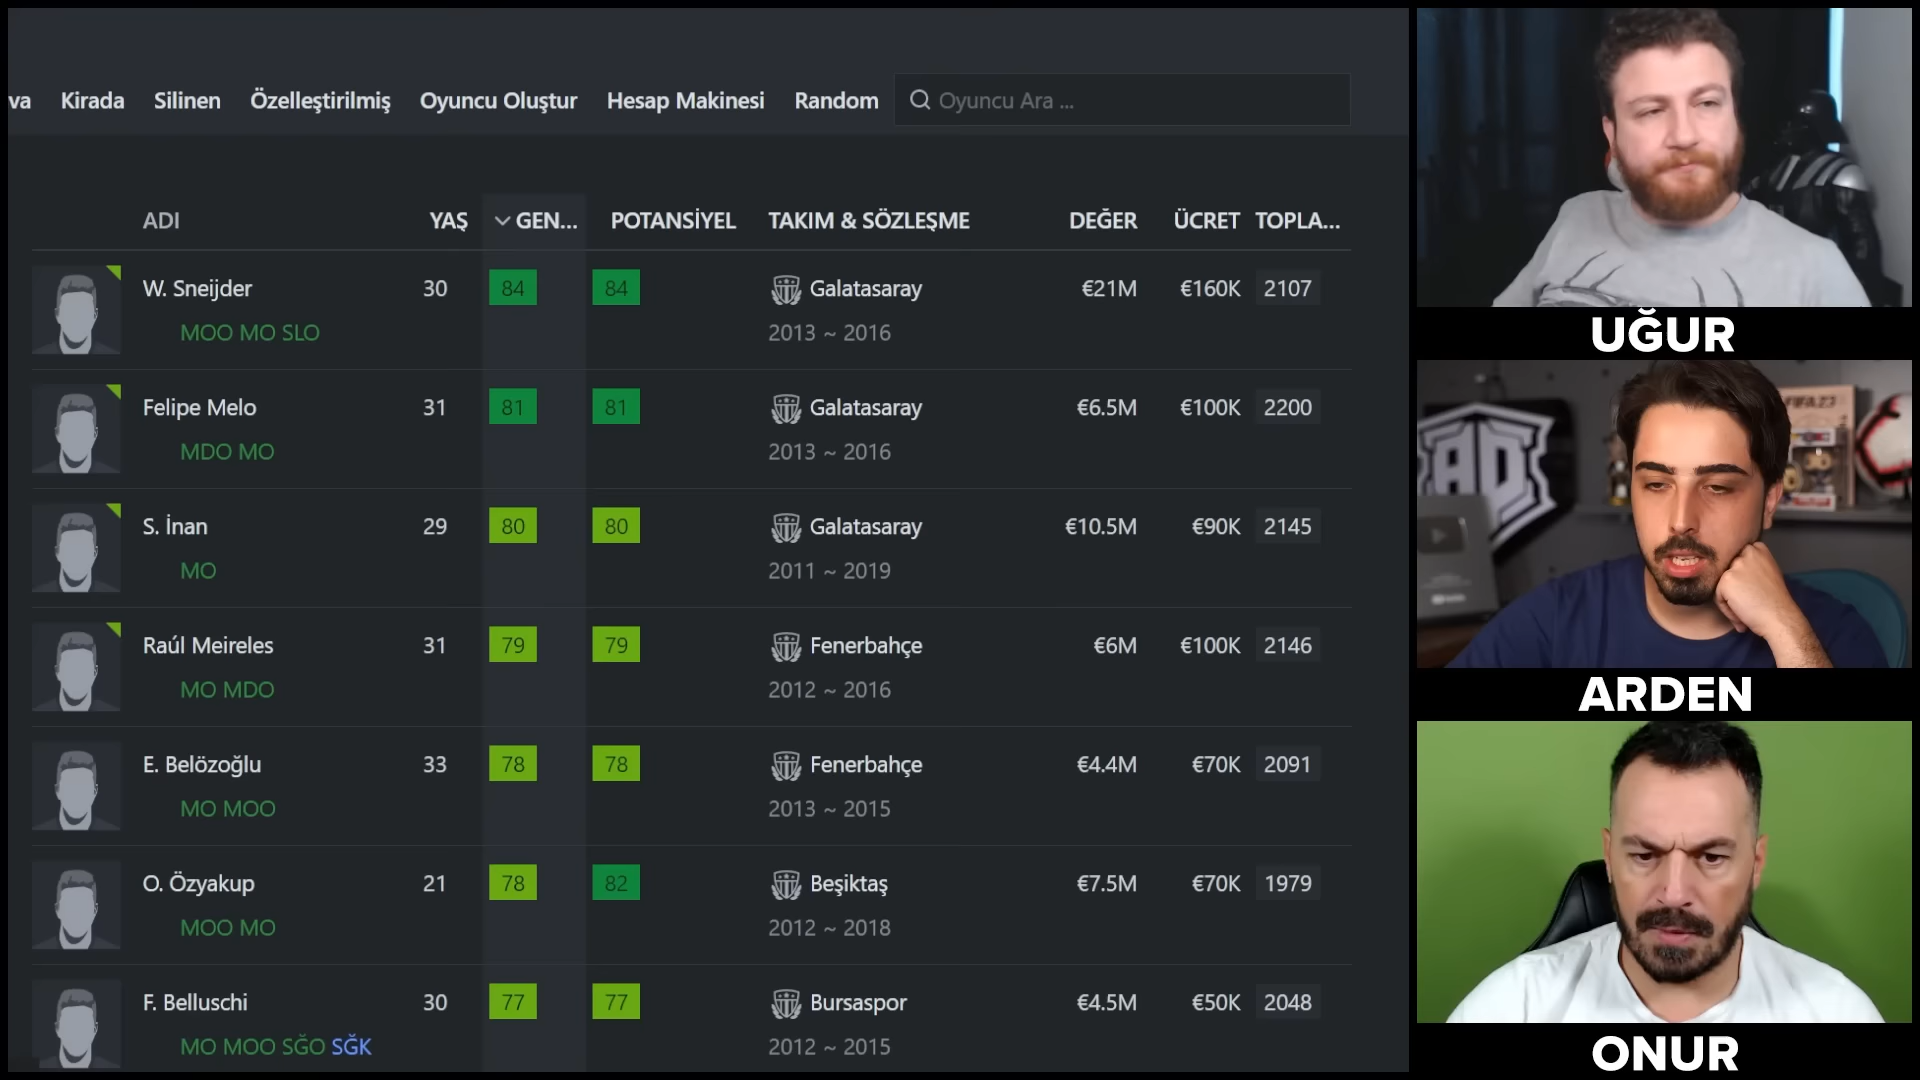 va Kirada Silinen Özelleştirilmiş Oyuncu Oluştur Hesap Makinesi Random Oyuncu Ara ...
ADI YAŞ GEN... POTANSİYEL TAKIM & SÖZLEŞME DEĞER ÜCRET TOPLA...
W. Sneijder 30 84 84 Galatasaray €21M €160K 2107
MOO MO SLO 2013 ~ 2016
Felipe Melo 31 81 81 Galatasaray €6.5M €100K 2200
MDO MO 2013 ~ 2016
S. İnan 29 80 80 Galatasaray €10.5M €90K 2145
MO 2011 ~ 2019
Raúl Meireles 31 79 79 Fenerbahçe €6M €100K 2146
MO MDO 2012 ~ 2016
E. Belözoğlu 33 78 78 Fenerbahçe €4.4M €70K 2091
MO MOO 2013 ~ 2015
O. Özyakup 21 78 82 Beşiktaş €7.5M €70K 1979
MOO MO 2012 ~ 2018
F. Belluschi 30 77 77 Bursaspor €4.5M €50K 2048
MO MOO SĞO SĞK 2012 ~ 2015
UĞUR
AD
FIFA23
ARDEN
ONUR